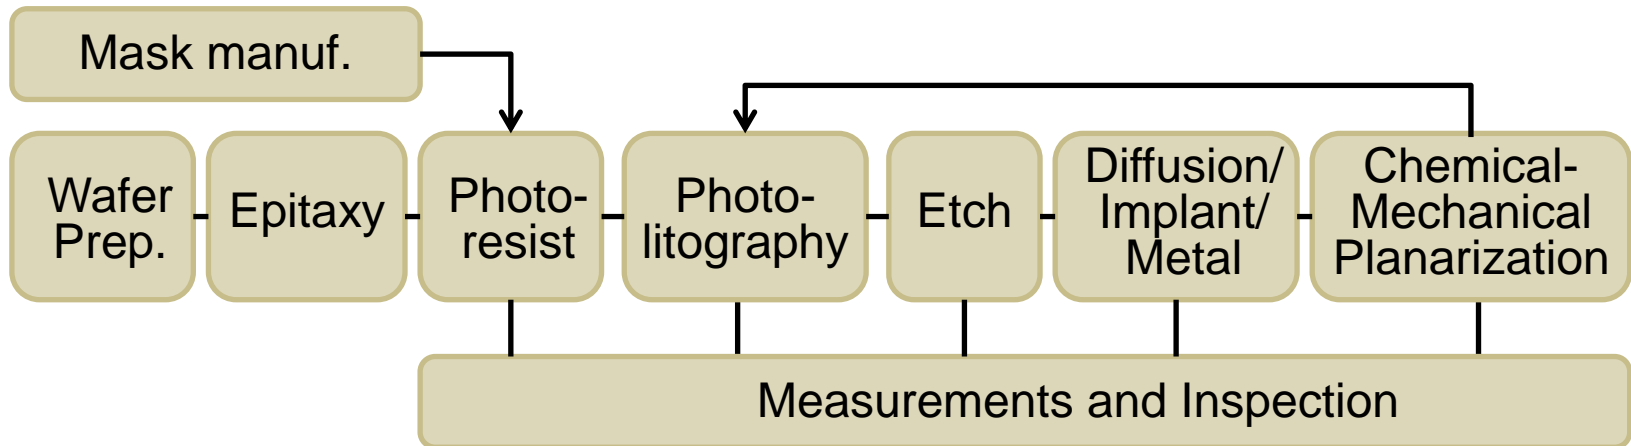 Mask manuf.
Wafer
Prep.
Epitaxy
Photo-
resist
Photo-
litography
Etch
Diffusion/
Implant/
Metal
Chemical-
Mechanical
Planarization
Measurements and Inspection